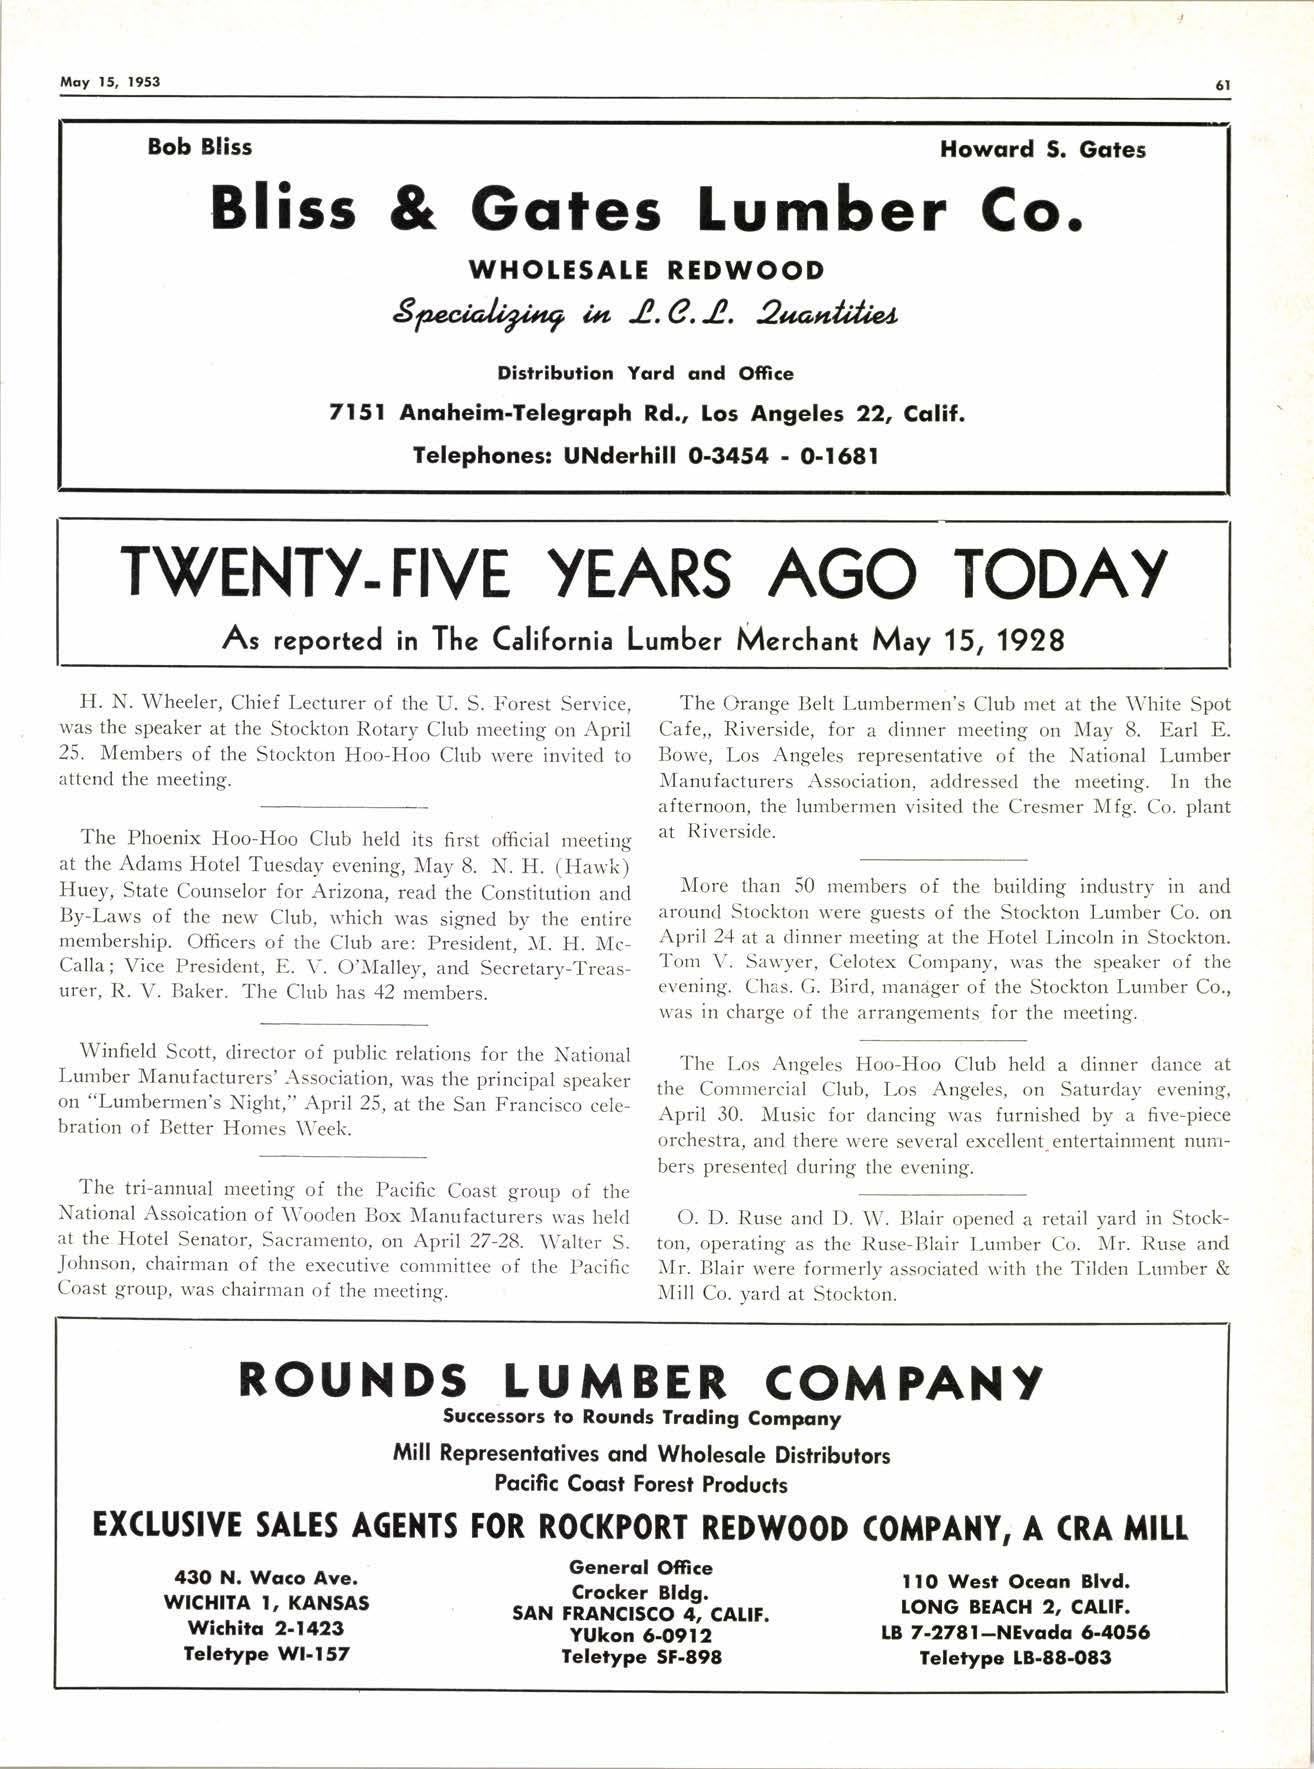 May 15, 1953
61
Bob Bliss
Howard S. Gates
Bliss & Gates Lumber Co.
WHOLESALE REDWOOD
Specializing in L. C. L. Quantities
Distribution Yard and Office
7151 Anaheim-Telegraph Rd., Los Angeles 22, Calif.
Telephones: UNderhill 0-3454 - 0-1681
TWENTY-FIVE YEARS AGO TODAY
As reported in The California Lumber Merchant May 15, 1928
H. N. Wheeler, Chief Lecturer of the U. S. Forest Service,
was the speaker at the Stockton Rotary Club meeting on April
25. Members of the Stockton Hoo-Hoo Club were invited to
attend the meeting.
The Phoenix Hoo-Hoo Club held its first official meeting
at the Adams Hotel Tuesday evening, May 8. N. H. (Hawk)
Huey, State Counselor for Arizona, read the Constitution and
By-Laws of the new Club, which was signed by the entire
membership. Officers of the Club are: President, M. H. Mc-
Calla; Vice President, E. V. O'Malley, and Secretary-Treas-
urer, R. V. Baker. The Club has 42 members.
Winfield Scott, director of public relations for the National
Lumber Manufacturers' Association, was the principal speaker
on "Lumbermen's Night," April 25, at the San Francisco cele-
bration of Better Homes Week.
The tri-annual meeting of the Pacific Coast group of the
National Assoication of Wooden Box Manufacturers was held
at the Hotel Senator, Sacramento, on April 27-28. Walter S.
Johnson, chairman of the executive committee of the Pacific
Coast group, was chairman of the meeting.
The Orange Belt Lumbermen's Club met at the White Spot
Cafe,, Riverside, for a dinner meeting on May 8. Earl E.
Bowe, Los Angeles representative of the National Lumber
Manufacturers Association, addressed the meeting. In the
afternoon, the lumbermen visited the Cresmer Mfg. Co. plant
at Riverside.
More than 50 members of the building industry in and
around Stockton were guests of the Stockton Lumber Co. on
April 24 at a dinner meeting at the Hotel Lincoln in Stockton.
Tom V. Sawyer, Celotex Company, was the speaker of the
evening. Chas. G. Bird, manager of the Stockton Lumber Co.,
was in charge of the arrangements for the meeting.
The Los Angeles Hoo-Hoo Club held a dinner dance at
the Commercial Club, Los Angeles, on Saturday evening,
April 30. Music for dancing was furnished by a five-piece
orchestra, and there were several excellent entertainment num-
bers presented during the evening.
O. D. Ruse and D. W. Blair opened a retail yard in Stock-
ton, operating as the Ruse-Blair Lumber Co. Mr. Ruse and
Mr. Blair were formerly associated with the Tilden Lumber &
Mill Co. yard at Stockton.
ROUNDS LUMBER COMPANY
Successors to Rounds Trading Company
Mill Representatives and Wholesale Distributors
Pacific Coast Forest Products
EXCLUSIVE SALES AGENTS FOR ROCKPORT REDWOOD COMPANY, A CRA MILL
430 N. Waco Ave.
WICHITA 1, KANSAS
Wichita 2-1423
Teletype WI-157
General Office
Crocker Bldg.
SAN FRANCISCO 4, CALIF.
YUkon 6-0912
Teletype SF-898
110 West Ocean Blvd.
LONG BEACH 2, CALIF.
LB 7-2781—NEvada 6-4056
Teletype LB-88-083